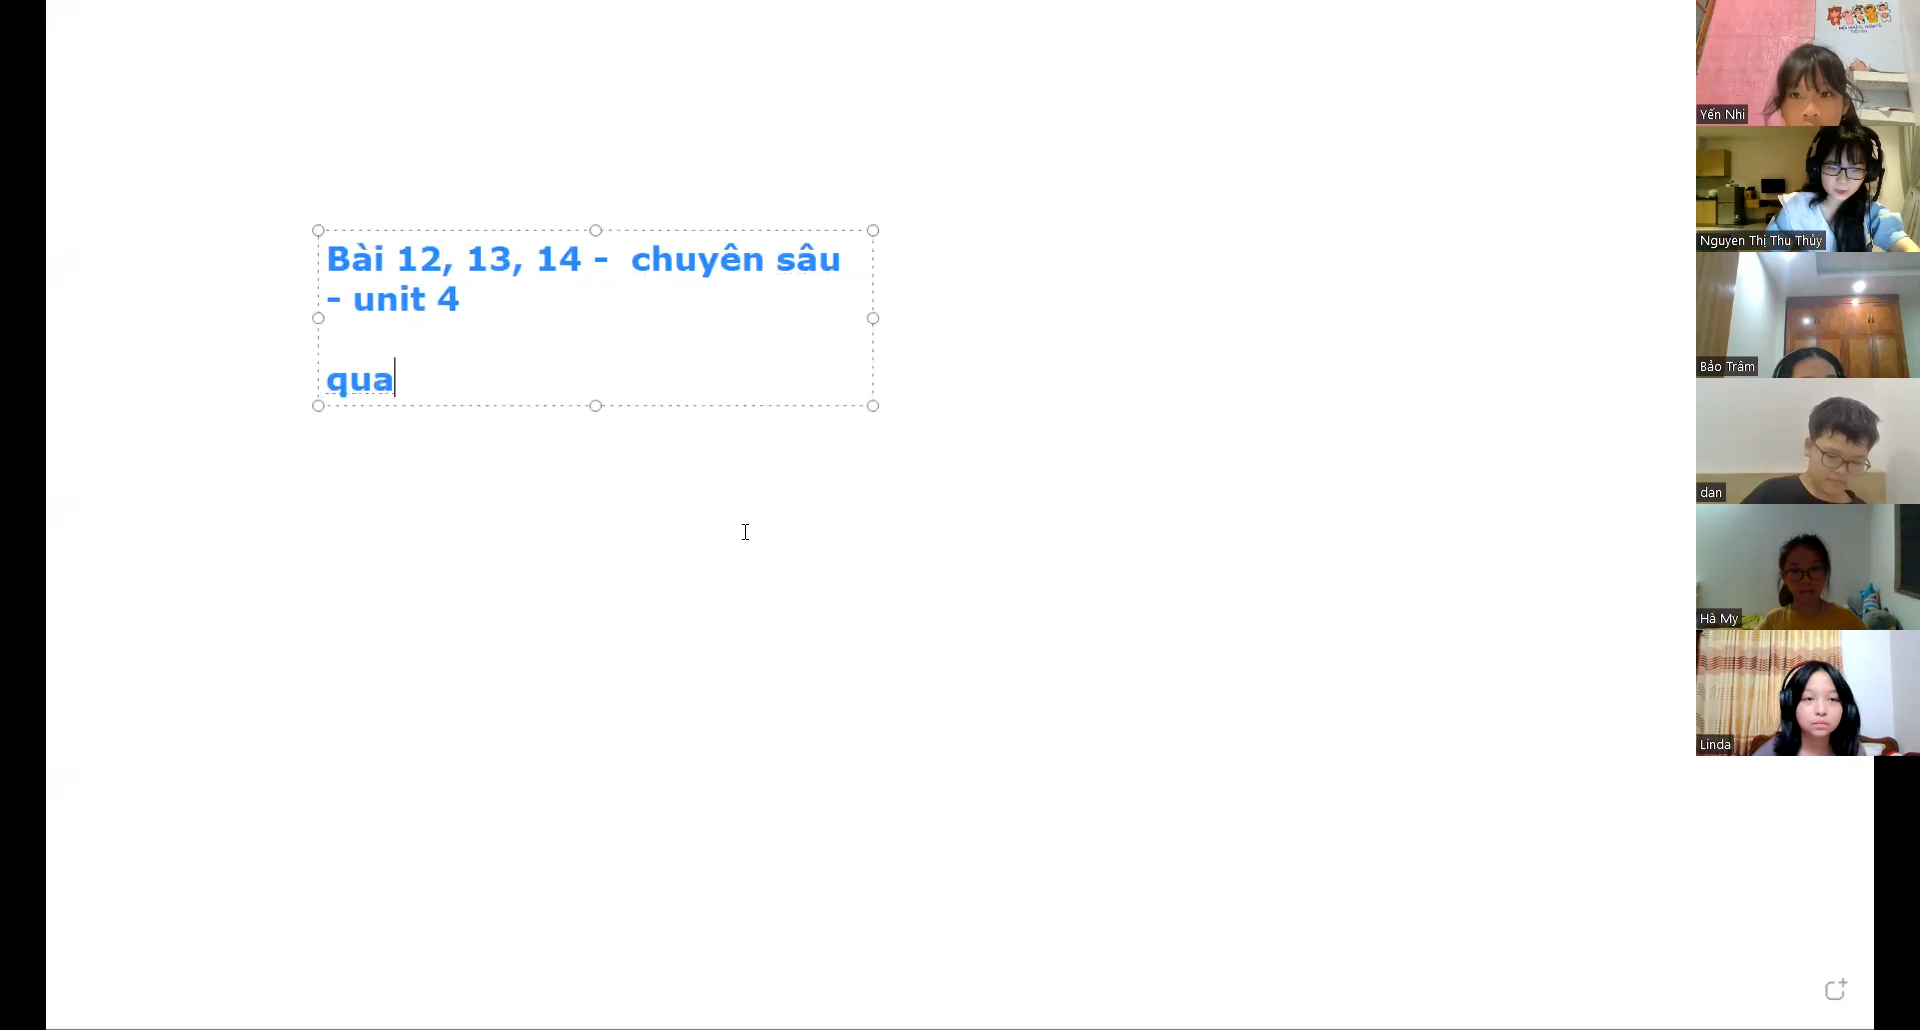 Bài 12, 13, 14 -  chuyên sâu
- unit 4
qua
Yến Nhi
Nguyen Thị Thu Thủy
Bảo Trâm
dan
Hà My
Linda